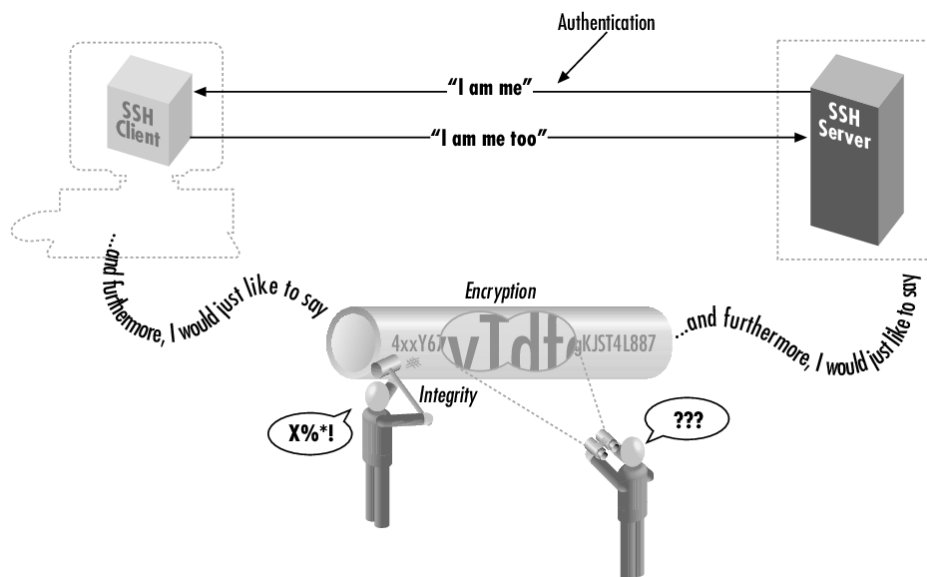 Authentication
“I am me”
SSH
Client
SSH
Server
“I am me too”
...and furthermore, I would just like to say
Encryption
4xxY67
vTdte
gKJST4L887
...and furthermore, I would just like to say
Integrity
X%*!
???